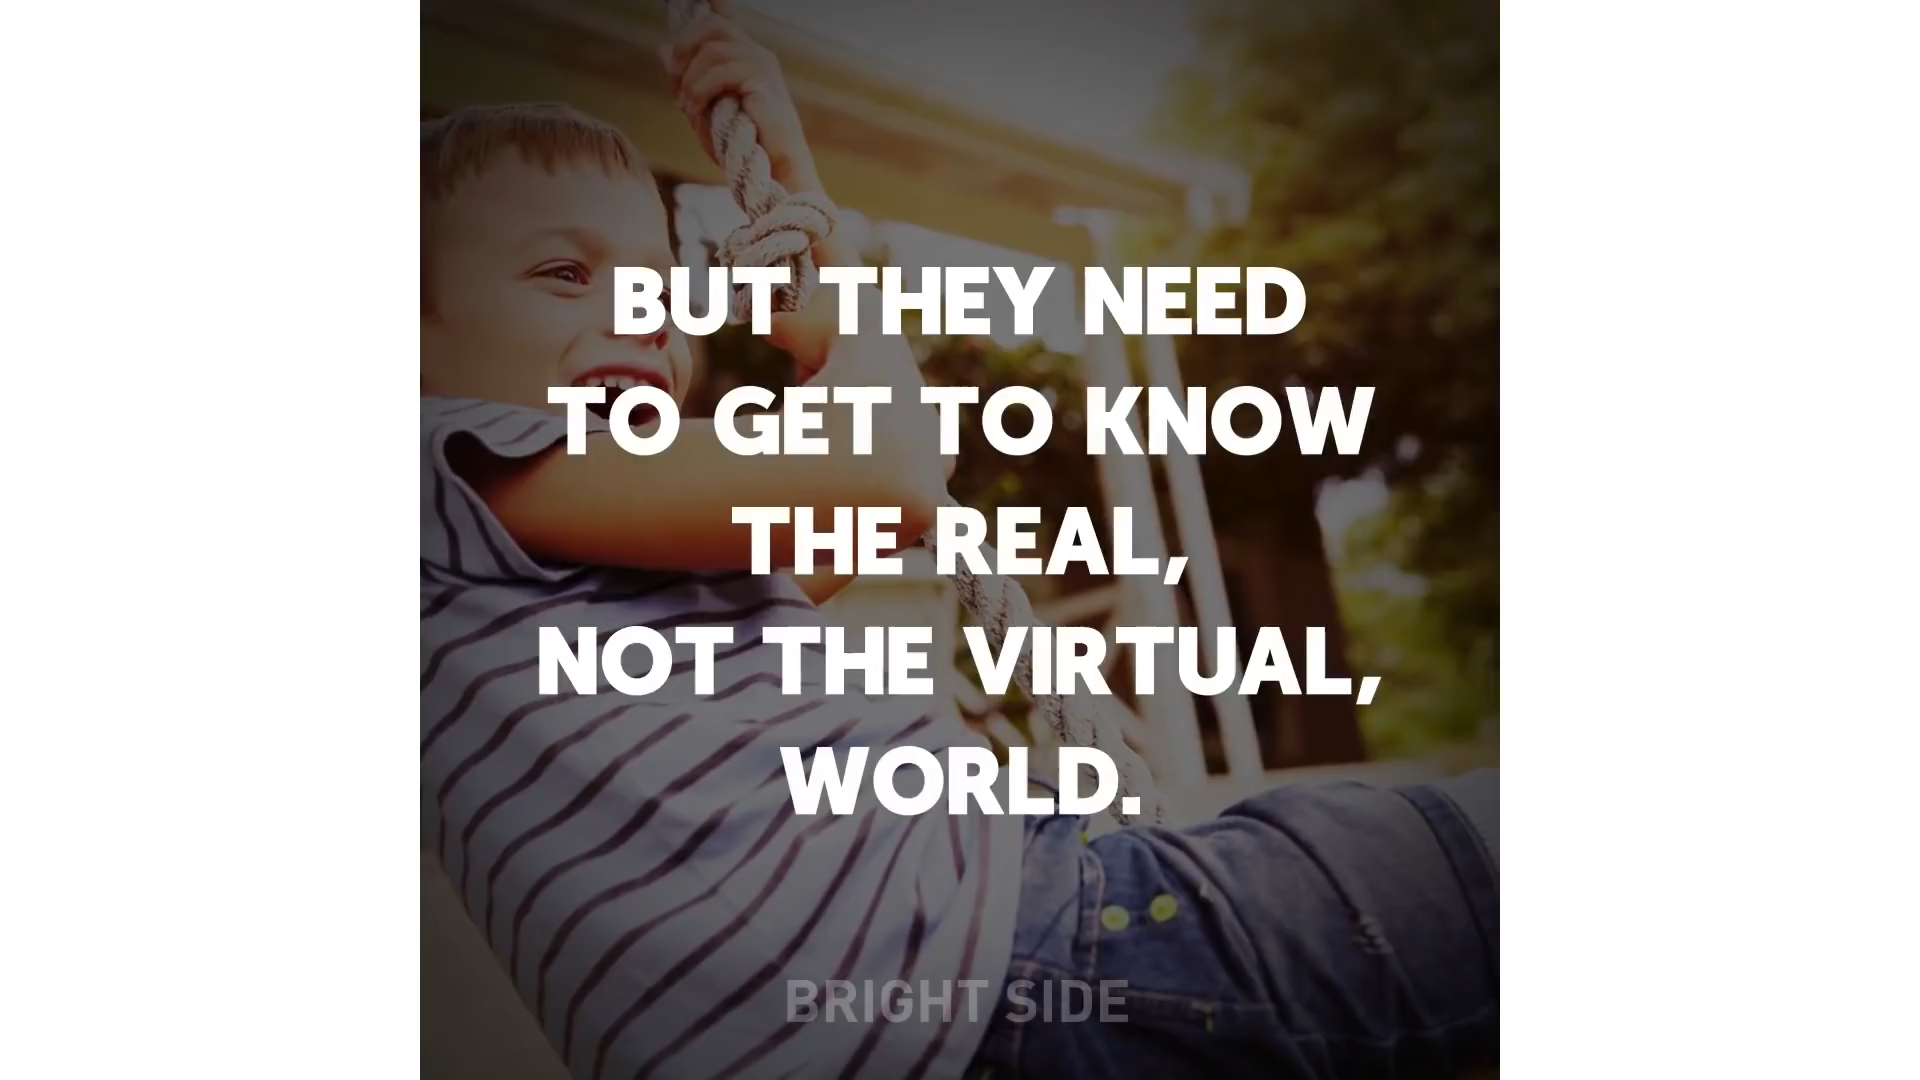 BUT THEY NEED
TO GET TO KNOW
THE REAL,
NOT THE VIRTUAL,
WORLD.
BRIGHT SIDE